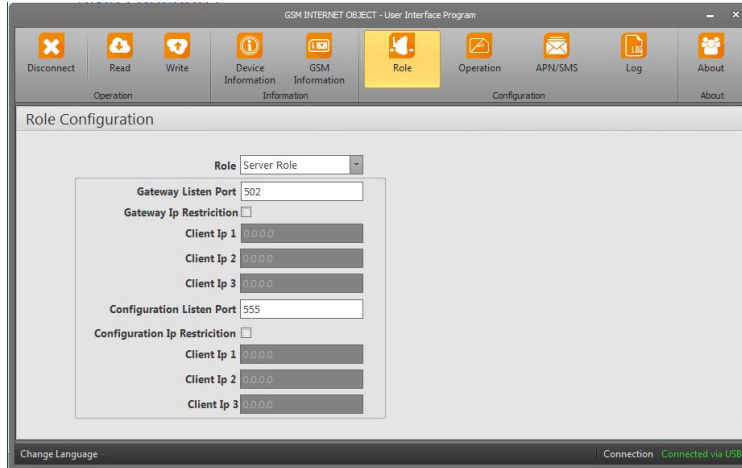 GSM INTERNET OBJECT - User Interface Program
Disconnect
Read
Write
Device Information
GSM Information
Role
Operation
APN/SMS
Log
About
Operation
Information
Configuration
About
Role Configuration
Role Server Role
Gateway Listen Port 502
Gateway Ip Restricition
Client Ip 1 0.0.0.0
Client Ip 2 0.0.0.0
Client Ip 3 0.0.0.0
Configuration Listen Port 555
Configuration Ip Restricition
Client Ip 1 0.0.0.0
Client Ip 2 0.0.0.0
Client Ip 3 0.0.0.0
Change Language
Connection Connected via USB